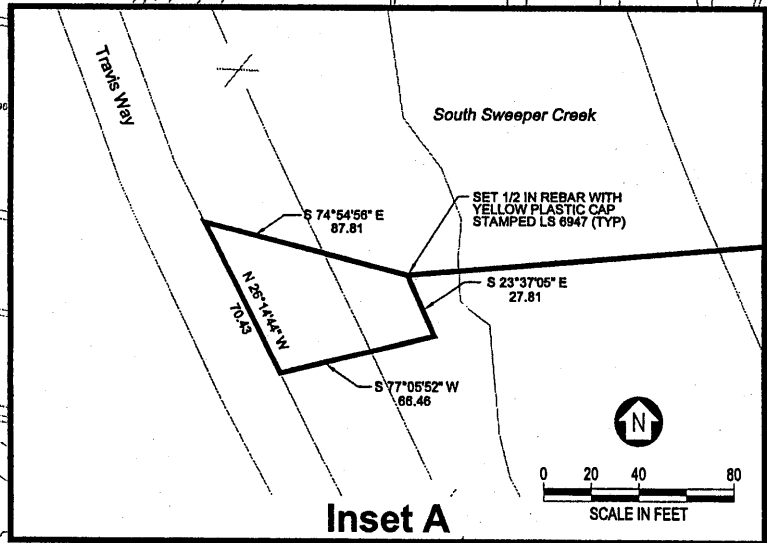 Travis Way
South Sweeper Creek
SET 1/2 IN REBAR WITH
YELLOW PLASTIC CAP
STAMPED LS 6947 (TYP)
S 74°54'56" E
87.81
S 23°37'05" E
27.81
N 26°14'44" W
70.43
S 77°05'52" W
66.46
N
0 20 40 80
SCALE IN FEET
Inset A